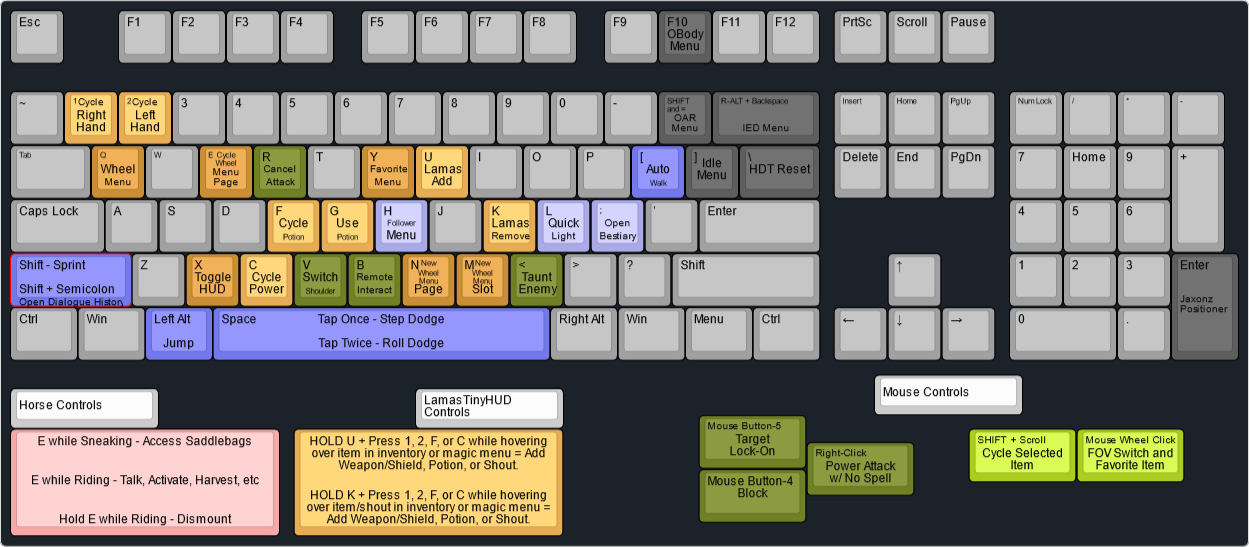 Esc F1 F2 F3 F4 F5 F6 F7 F8 F9 F10 F11 F12 PrtSc Scroll Pause
OBody
Menu
~ 1 Cycle 2 Cycle 3 4 5 6 7 8 9 0 - SHIFT R-ALT + Backspace Insert Home PgUp Num Lock / * -
Right Left and =
Hand Hand OAR
Menu IED Menu
Tab Q W E Cycle R T Y U I O P [ ] \ Delete End PgDn 7 Home 9 +
Wheel Wheel Cancel Favorite Lamas Auto Idle HDT Reset
Menu Menu Attack Menu Add Walk Menu
Page
Caps Lock A S D F G H J K L : ' Enter 4 5 6
Cycle Use Follower Lamas Quick Open
Potion Potion Menu Remove Light Bestiary
Shift - Sprint Z X C V B N New M New < > ? Shift ↑ 1 2 3 Enter
Toggle Cycle Switch Remote Wheel Wheel Taunt
Shift + Semicolon HUD Power Shoulder Interact Menu Menu Enemy Jaxonz
Open Dialogue History Page Slot Positioner
Ctrl Win Left Alt Space Tap Once - Step Dodge Right Alt Win Menu Ctrl ← ↓ → 0 .
Jump Tap Twice - Roll Dodge
Horse Controls
E while Sneaking - Access Saddlebags
E while Riding - Talk, Activate, Harvest, etc
Hold E while Riding - Dismount
LamasTinyHUD
Controls
HOLD U + Press 1, 2, F, or C while hovering
over item in inventory or magic menu = Add
Weapon/Shield, Potion, or Shout.
HOLD K + Press 1, 2, F, or C while hovering
over item/shout in inventory or magic menu =
Add Weapon/Shield, Potion, or Shout.
Mouse Controls
Mouse Button-5
Target
Lock-On
Mouse Button-4
Block
Right-Click
Power Attack
w/ No Spell
SHIFT + Scroll
Cycle Selected
Item
Mouse Wheel Click
FOV Switch and
Favorite Item